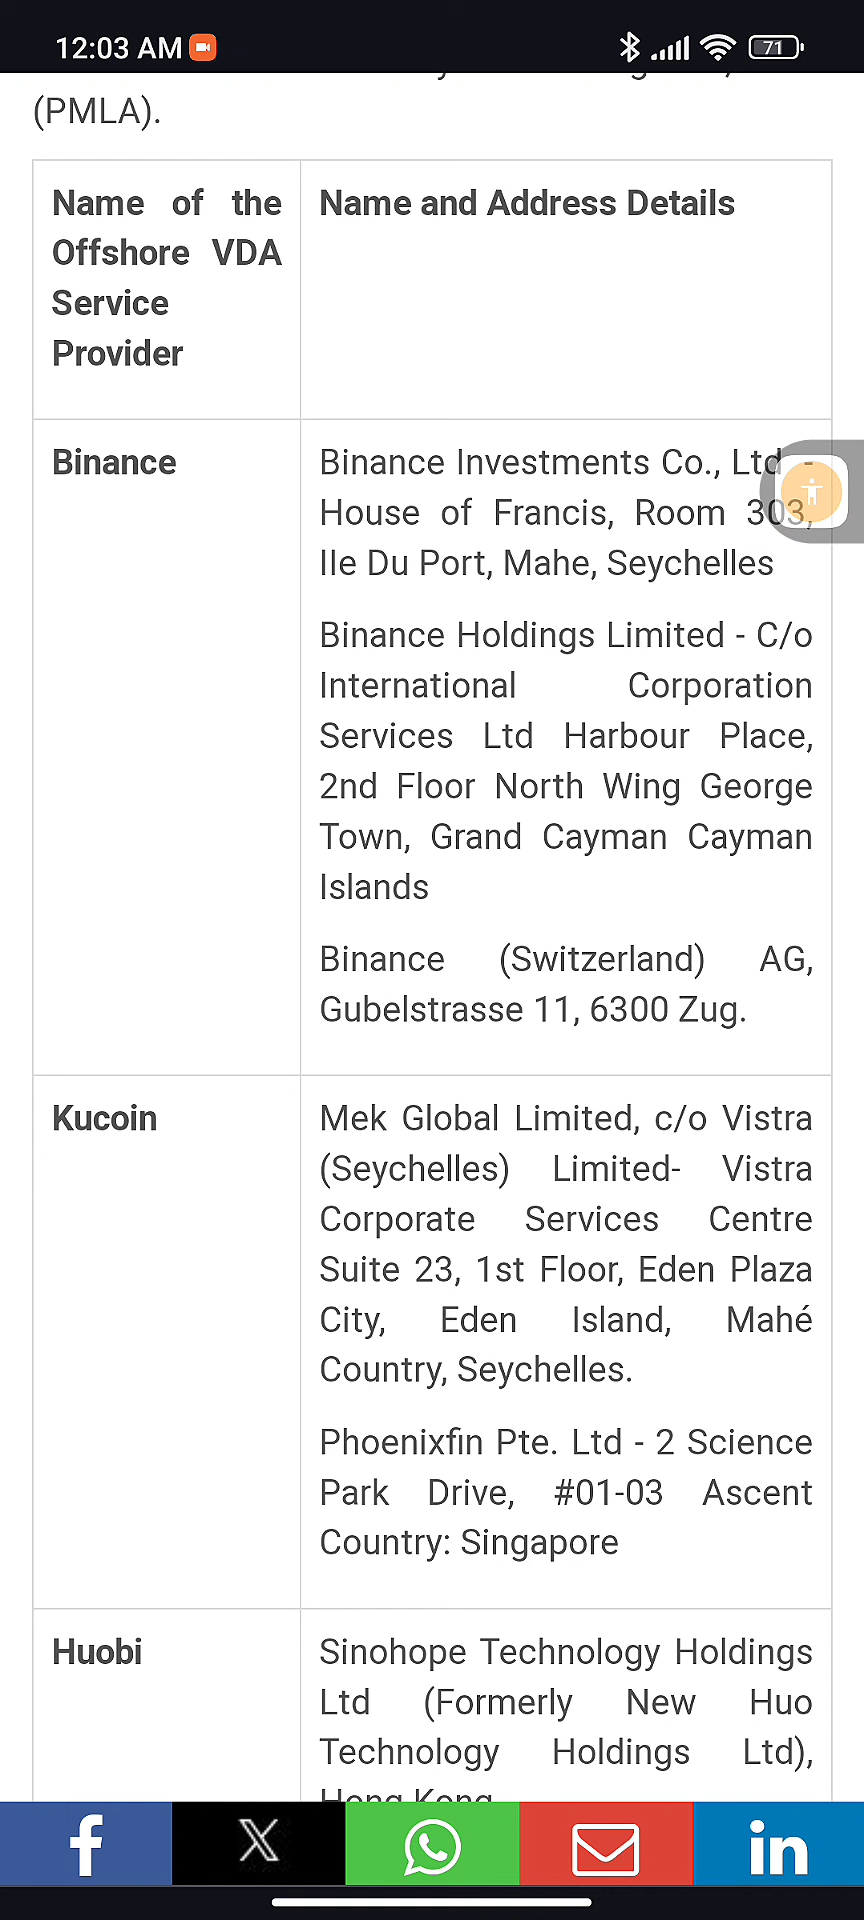 12:03 AM
71
(PMLA).
Name of the
Offshore VDA
Service
Provider
Name and Address Details
Binance
Binance Investments Co., Ltd -
House of Francis, Room 303,
Ile Du Port, Mahe, Seychelles
Binance Holdings Limited - C/o
International Corporation
Services Ltd Harbour Place,
2nd Floor North Wing George
Town, Grand Cayman Cayman
Islands
Binance (Switzerland) AG,
Gubelstrasse 11, 6300 Zug.
Kucoin
Mek Global Limited, c/o Vistra
(Seychelles) Limited- Vistra
Corporate Services Centre
Suite 23, 1st Floor, Eden Plaza
City, Eden Island, Mahé
Country, Seychelles.
Phoenixfin Pte. Ltd - 2 Science
Park Drive, #01-03 Ascent
Country: Singapore
Huobi
Sinohope Technology Holdings
Ltd (Formerly New Huo
Technology Holdings Ltd),
Hong Kong